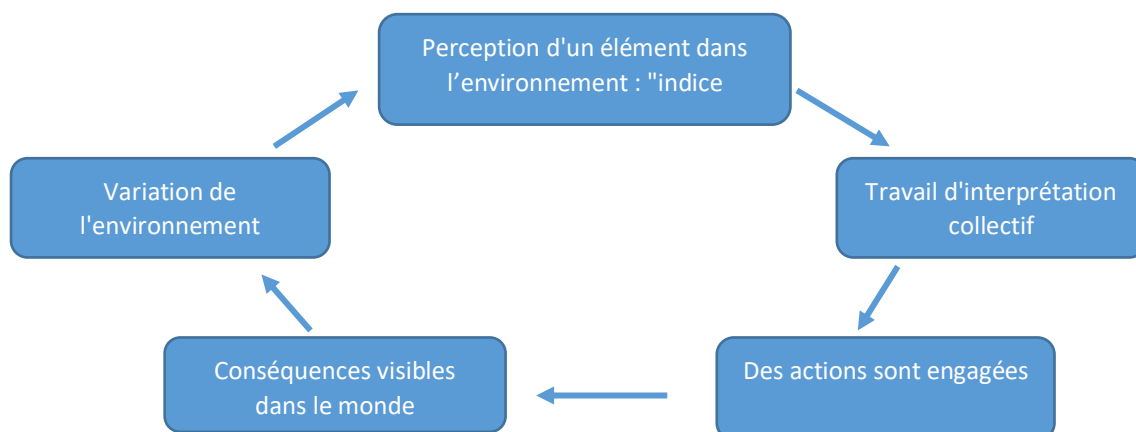 Perception d'un élément dans
l’environnement : "indice
Travail d'interprétation
collectif
Des actions sont engagées
Conséquences visibles
dans le monde
Variation de
l'environnement